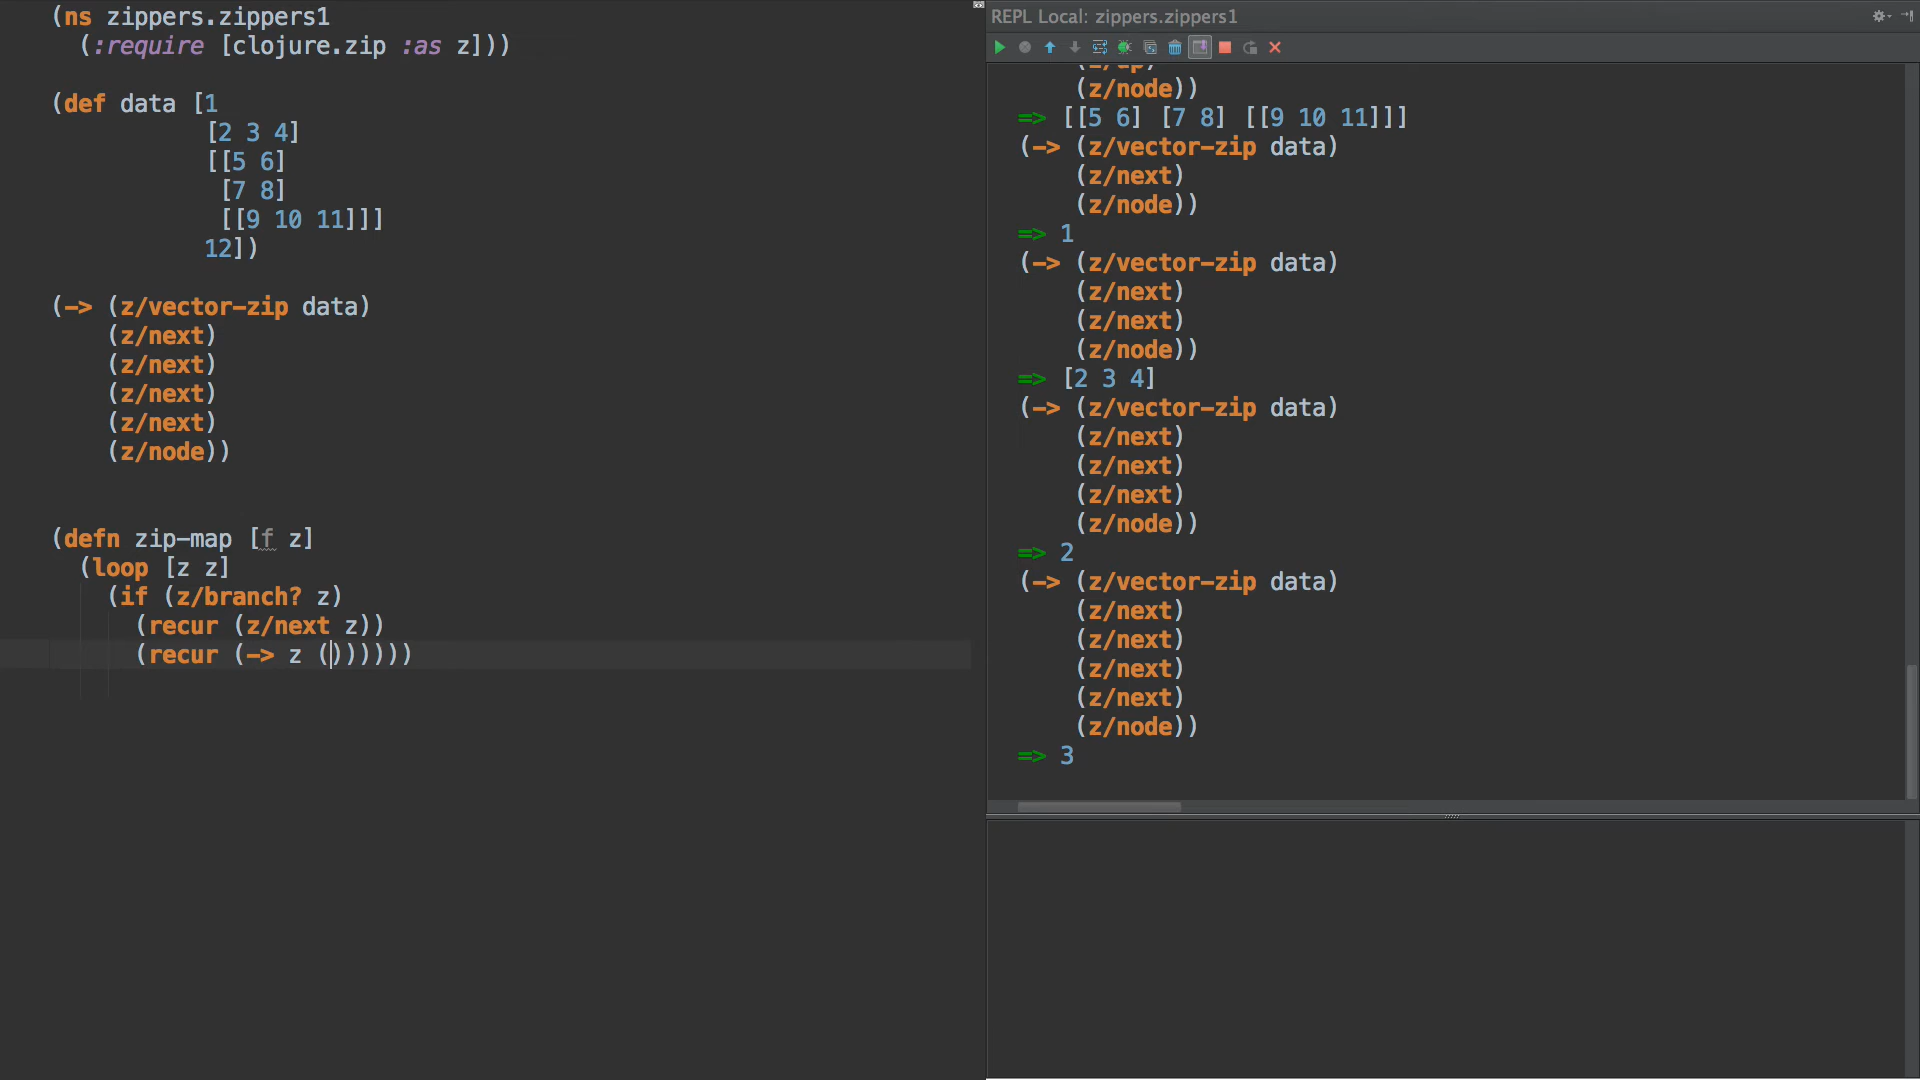 (ns zippers.zippers1
  (:require [clojure.zip :as z]))
(def data [1
           [2 3 4]
           [[5 6]
            [7 8]
            [[9 10 11]]]
           12])
(-> (z/vector-zip data)
    (z/next)
    (z/next)
    (z/next)
    (z/next)
    (z/node))
(defn zip-map [f z]
  (loop [z z]
    (if (z/branch? z)
      (recur (z/next z))
      (recur (-> z ())))))))
REPL Local: zippers.zippers1
    (z/up)
    (z/node))
=> [[5 6] [7 8] [[9 10 11]]]
(-> (z/vector-zip data)
    (z/next)
    (z/node))
=> 1
(-> (z/vector-zip data)
    (z/next)
    (z/next)
    (z/node))
=> [2 3 4]
(-> (z/vector-zip data)
    (z/next)
    (z/next)
    (z/next)
    (z/node))
=> 2
(-> (z/vector-zip data)
    (z/next)
    (z/next)
    (z/next)
    (z/next)
    (z/node))
=> 3